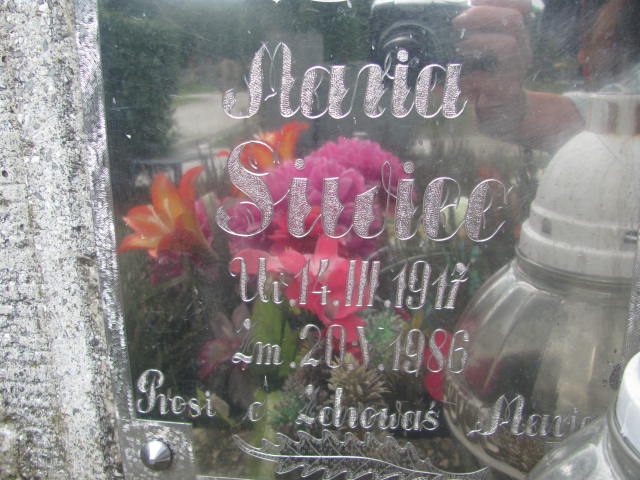 Maria
Siwiec
Ur. 14. III. 1917
Zm. 20. V. 1986
Prosi o Zdrowaś Maria